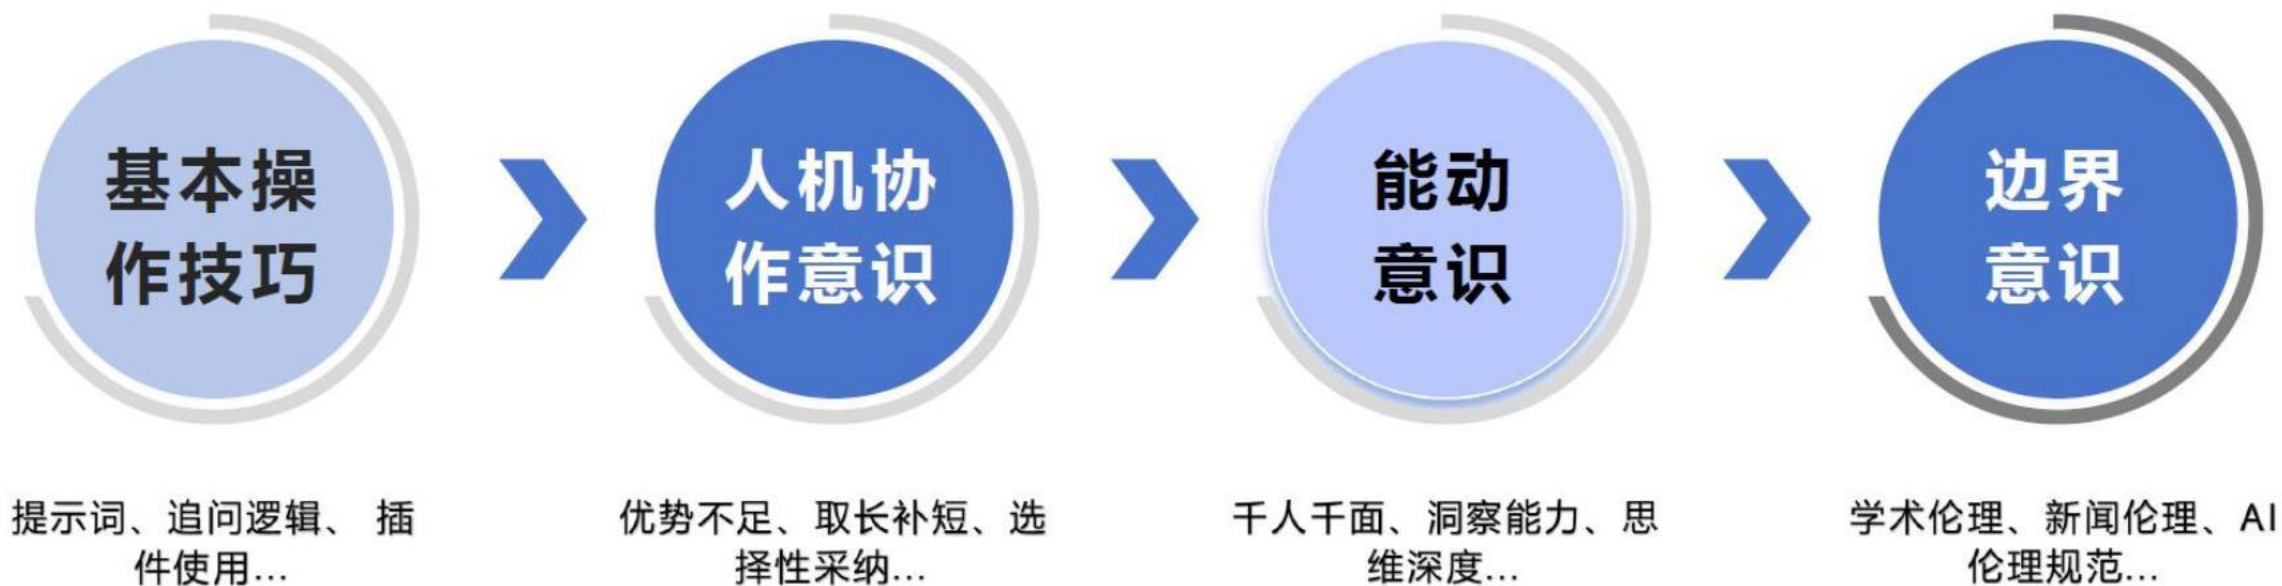 基本操
作技巧
人机协
作意识
能动
意识
边界
意识
提示词、追问逻辑、 插
件使用...
优势不足、取长补短、选
择性采纳...
千人千面、洞察能力、思
维深度...
学术伦理、新闻伦理、AI
伦理规范...